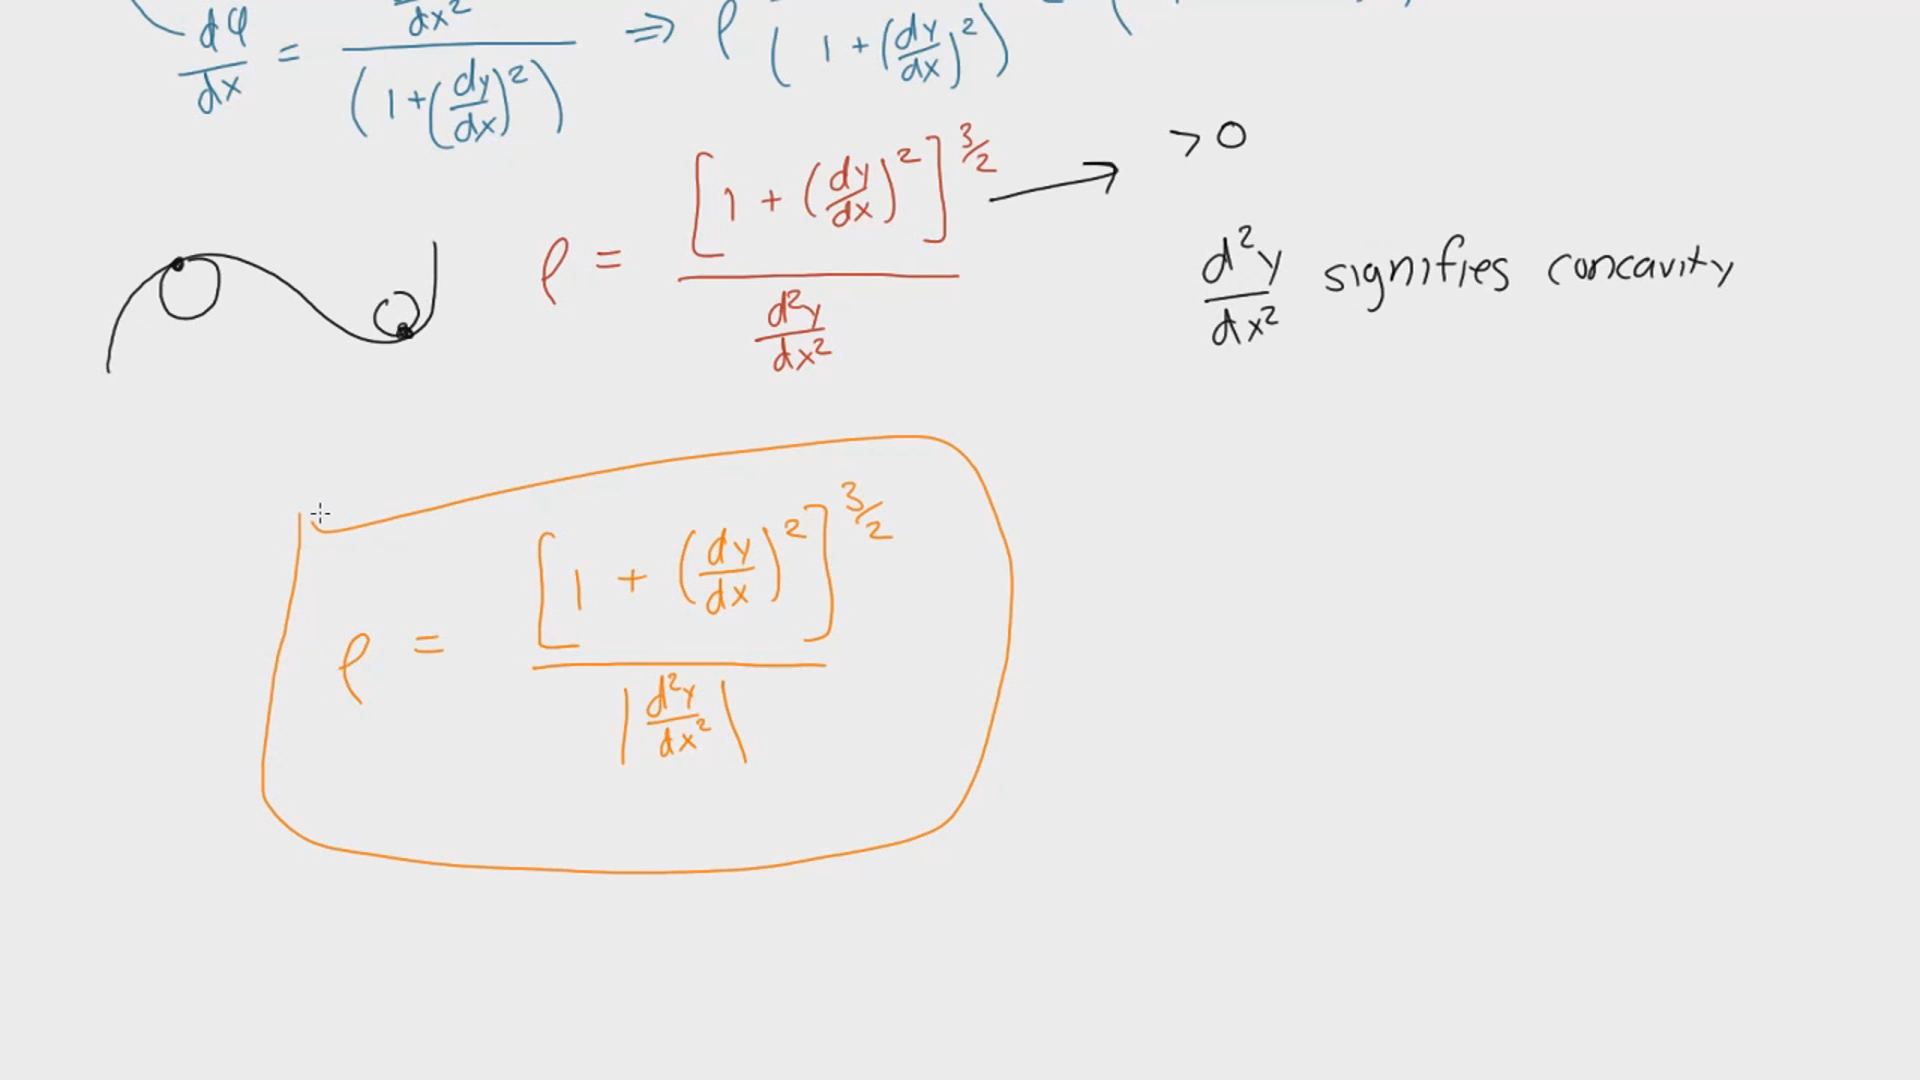 dφ/dx = dx² / (1+(dy/dx)²) ⇒ ρ (1+(dy/dx)²)
ρ = [1 + (dy/dx)²]^3/2 / d²y/dx² → > 0
d²y/dx² signifies concavity
ρ = [1 + (dy/dx)²]^3/2 / |d²y/dx²|